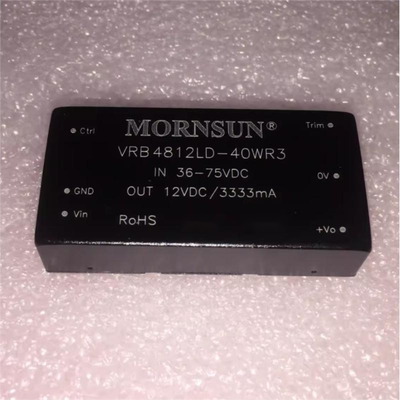 Ctrl MORNSUN® Trim
VRB4812LD-40WR3
IN 36-75VDC 0V
GND OUT 12VDC/3333mA
Vin RoHS +Vo